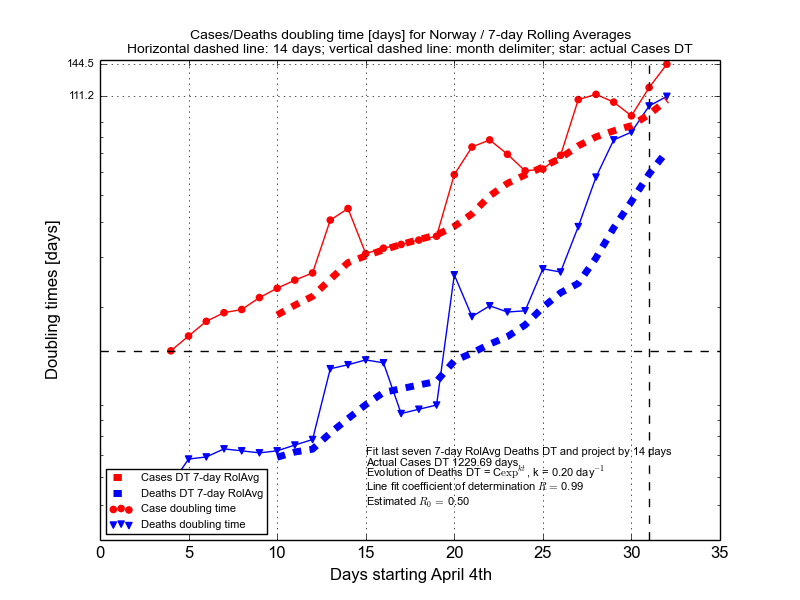 Cases/Deaths doubling time [days] for Norway / 7-day Rolling Averages
Horizontal dashed line: 14 days; vertical dashed line: month delimiter; star: actual Cases DT
144.5
111.2
Doubling times [days]
Fit last seven 7-day RolAvg Deaths DT and project by 14 days
Actual Cases DT 1229.69 days
Evolution of Deaths DT = Cexp^kt, k = 0.20 day^−1
Line fit coefficient of determination R = 0.99
Estimated R_0 = 0.50
Cases DT 7-day RolAvg
Deaths DT 7-day RolAvg
Case doubling time
Deaths doubling time
0 5 10 15 20 25 30 35
Days starting April 4th